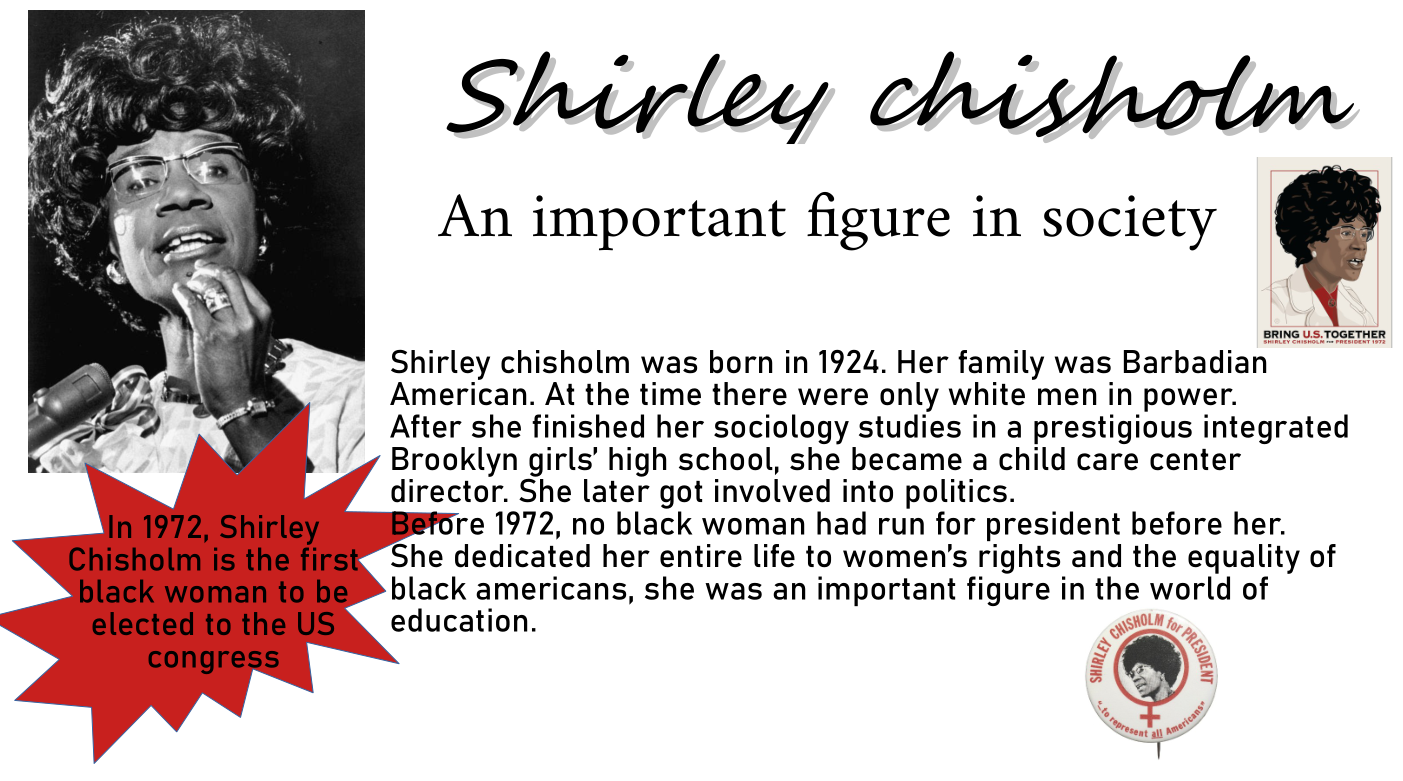 Shirley chisholm
An important figure in society
BRING U.S. TOGETHER
SHIRLEY CHISHOLM FOR PRESIDENT 1972
Shirley chisholm was born in 1924. Her family was Barbadian
American. At the time there were only white men in power.
After she finished her sociology studies in a prestigious integrated
Brooklyn girls' high school, she became a child care center
director. She later got involved into politics.
Before 1972, no black woman had run for president before her.
She dedicated her entire life to women's rights and the equality of
black americans, she was an important figure in the world of
education.
In 1972, Shirley
Chisholm is the first
black woman to be
elected to the US
congress
SHIRLEY CHISHOLM for PRESIDENT
"...to represent all Americans"